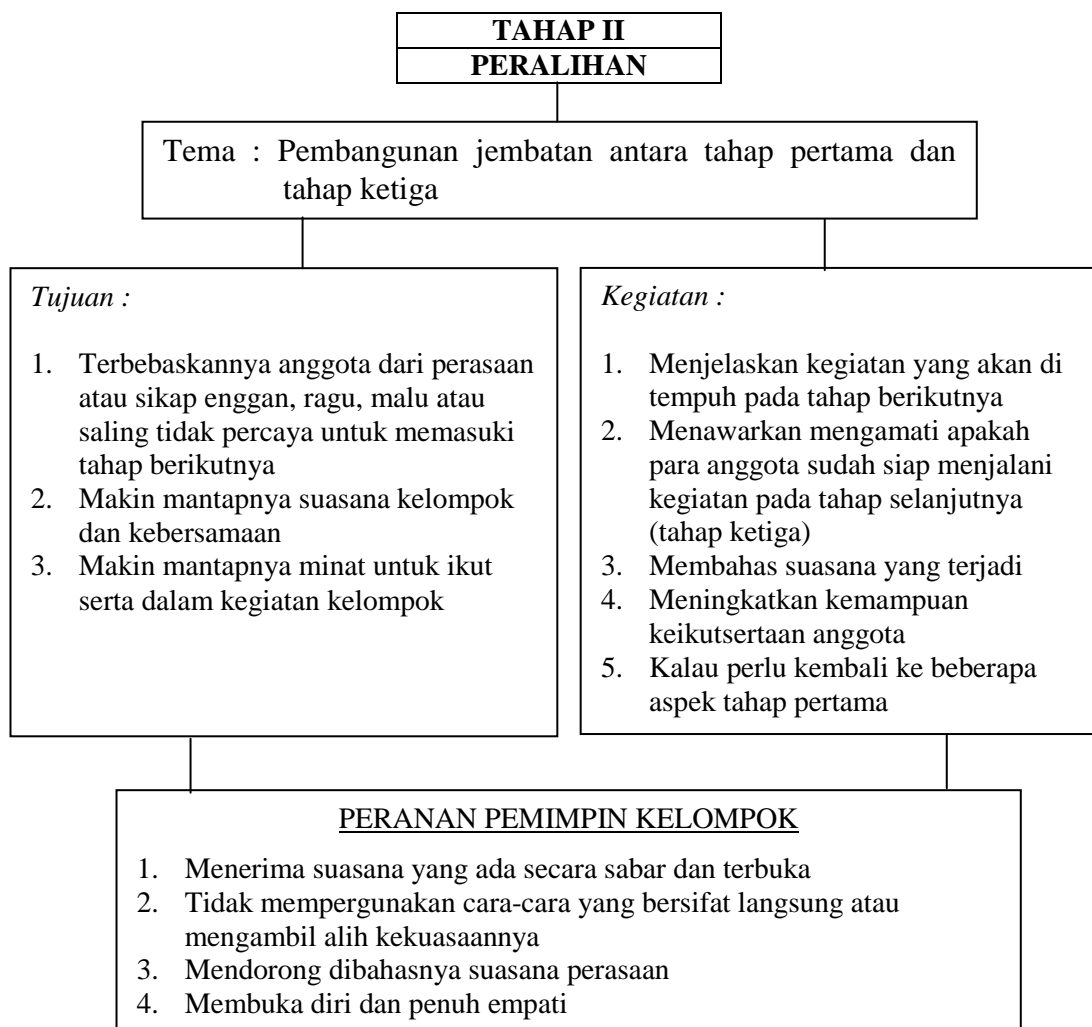 TAHAP II
PERALIHAN
Tema : Pembangunan jembatan antara tahap pertama dan
tahap ketiga
Tujuan :
1. Terbebaskannya anggota dari perasaan
atau sikap enggan, ragu, malu atau
saling tidak percaya untuk memasuki
tahap berikutnya
2. Makin mantapnya suasana kelompok
dan kebersamaan
3. Makin mantapnya minat untuk ikut
serta dalam kegiatan kelompok
Kegiatan :
1. Menjelaskan kegiatan yang akan di
tempuh pada tahap berikutnya
2. Menawarkan mengamati apakah
para anggota sudah siap menjalani
kegiatan pada tahap selanjutnya
(tahap ketiga)
3. Membahas suasana yang terjadi
4. Meningkatkan kemampuan
keikutsertaan anggota
5. Kalau perlu kembali ke beberapa
aspek tahap pertama
PERANAN PEMIMPIN KELOMPOK
1. Menerima suasana yang ada secara sabar dan terbuka
2. Tidak mempergunakan cara-cara yang bersifat langsung atau
mengambil alih kekuasaannya
3. Mendorong dibahasnya suasana perasaan
4. Membuka diri dan penuh empati